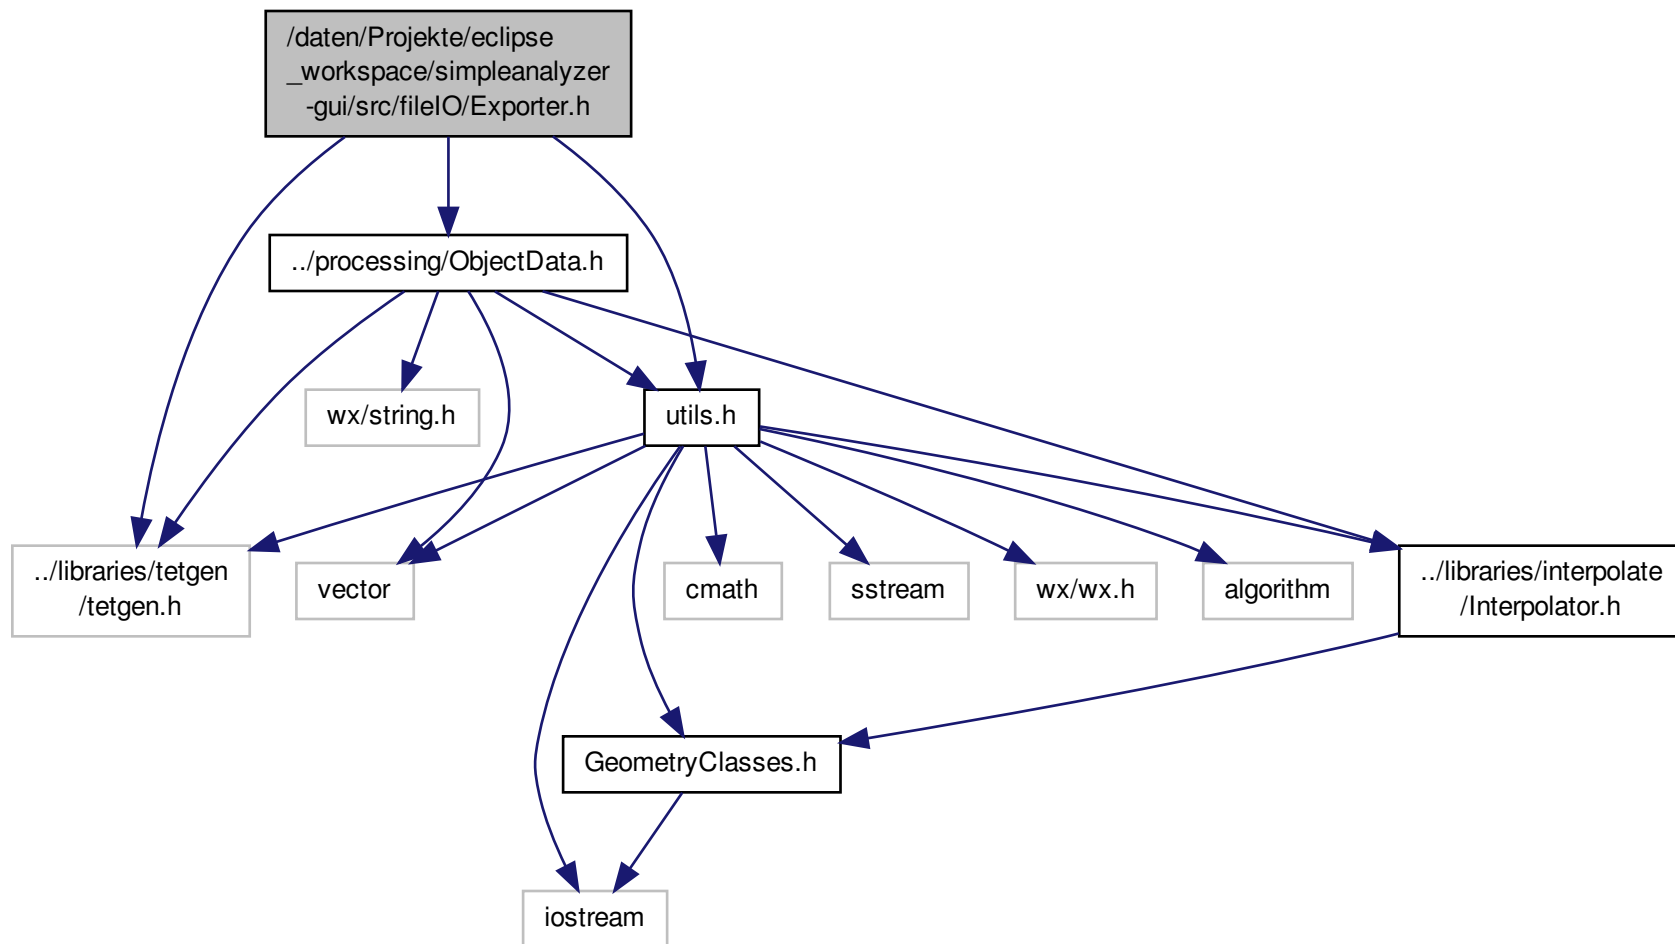 /daten/Projekte/eclipse
_workspace/simpleanalyzer
-gui/src/fileIO/Exporter.h
../processing/ObjectData.h
wx/string.h
utils.h
../libraries/tetgen
/tetgen.h
vector
cmath
sstream
wx/wx.h
algorithm
../libraries/interpolate
/Interpolator.h
GeometryClasses.h
iostream